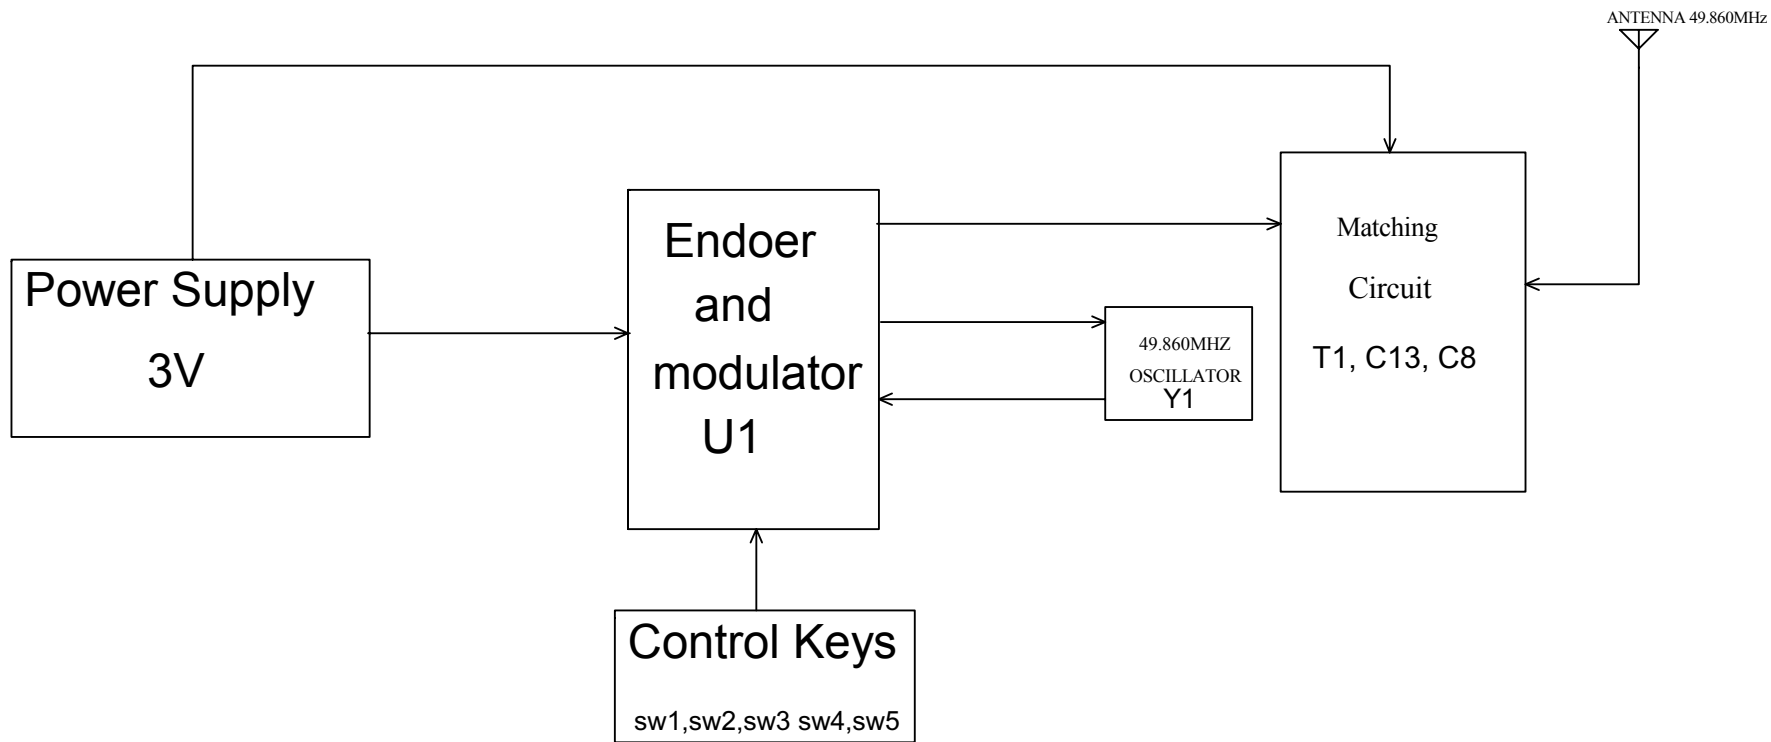 ANTENNA 49.860MHz
Power Supply
3V
Endoer
and
modulator
U1
49.860MHZ
OSCILLATOR
Y1
Matching
Circuit
T1, C13, C8
Control Keys
sw1,sw2,sw3 sw4,sw5